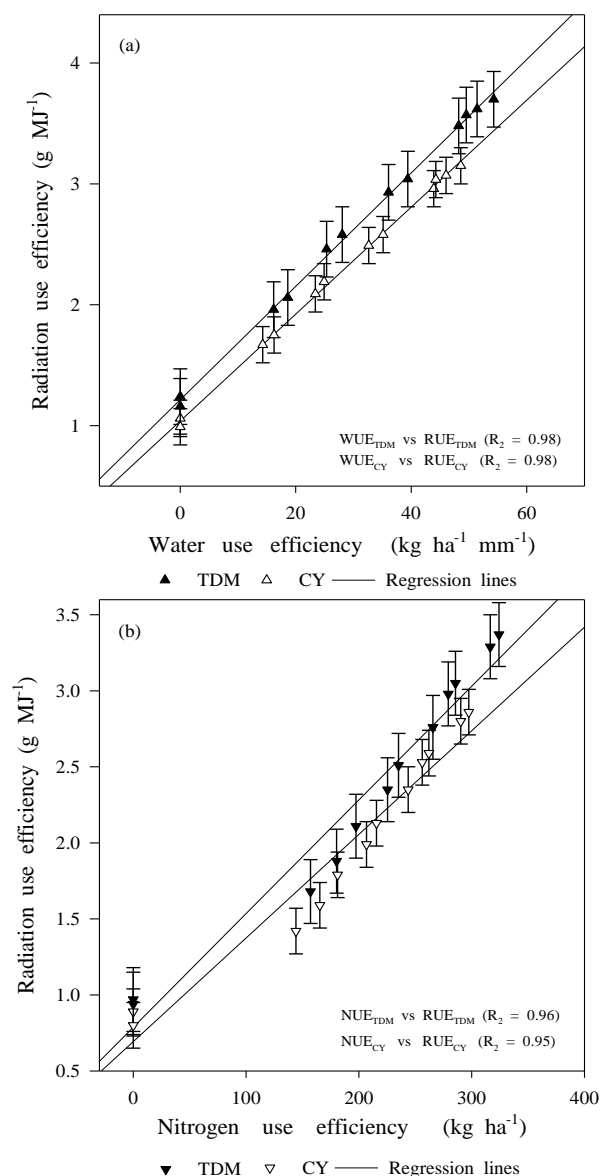 (a)
4
3
2
1
Radiation use efficiency (g MJ-1)
WUETDM vs RUETDM (R2 = 0.98)
WUECY vs RUECY (R2 = 0.98)
0 20 40 60
Water use efficiency (kg ha-1 mm-1)
▲ TDM △ CY —— Regression lines
(b)
3.5
3.0
2.5
2.0
1.5
1.0
0.5
Radiation use efficiency (g MJ-1)
NUETDM vs RUETDM (R2 = 0.96)
NUECY vs RUECY (R2 = 0.95)
0 100 200 300 400
Nitrogen use efficiency (kg ha-1)
▼ TDM ▽ CY —— Regression lines